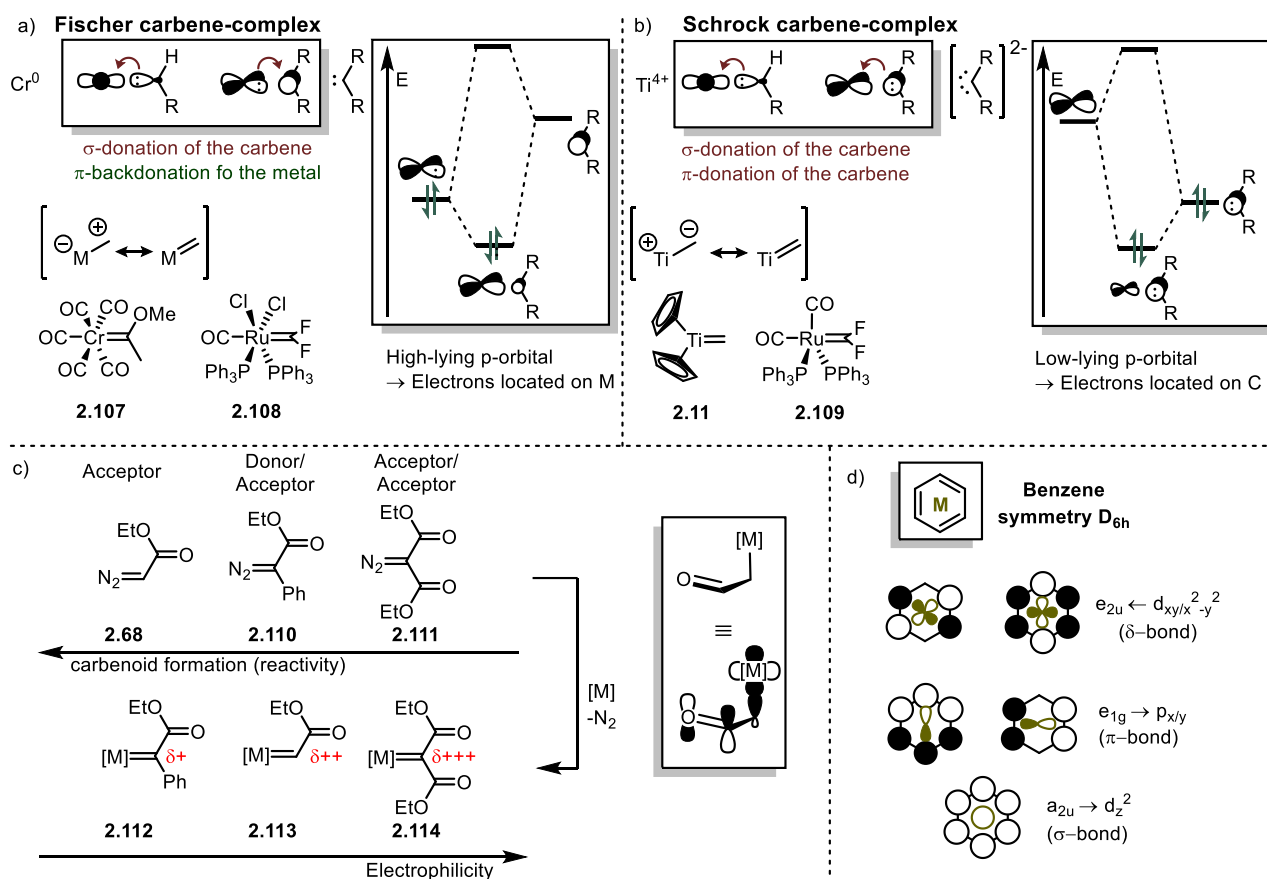 a)
Fischer carbene-complex
Cr0
H
R
R
R
R
R
σ-donation of the carbene
π-backdonation fo the metal
E
R
R
R
R
M
M
CO
CO
OMe
OC
Cr
OC
CO
CO
2.107
Cl
Cl
OC
Ru
F
F
Ph3P
PPh3
2.108
High-lying p-orbital
→ Electrons located on M
b)
Schrock carbene-complex
Ti4+
H
R
R
R
R
R
2-
σ-donation of the carbene
π-donation of the carbene
E
R
R
R
R
Ti
Ti
Ti
2.11
CO
OC
Ru
F
F
Ph3P
PPh3
2.109
Low-lying p-orbital
→ Electrons located on C
c)
Acceptor
Donor/
Acceptor
Acceptor/
Acceptor
EtO
O
N2
2.68
EtO
O
N2
Ph
2.110
EtO
O
N2
O
EtO
2.111
carbenoid formation (reactivity)
[M]
-N2
EtO
O
[M]
δ+
Ph
2.112
EtO
O
[M]
δ++
2.113
EtO
O
[M]
δ+++
O
EtO
2.114
Electrophilicity
[M]
O
≡
[M]
O
d)
M
Benzene
symmetry D6h
e2u ← dxy/x2-y2
(δ–bond)
e1g → px/y
(π–bond)
a2u → dz2
(σ–bond)